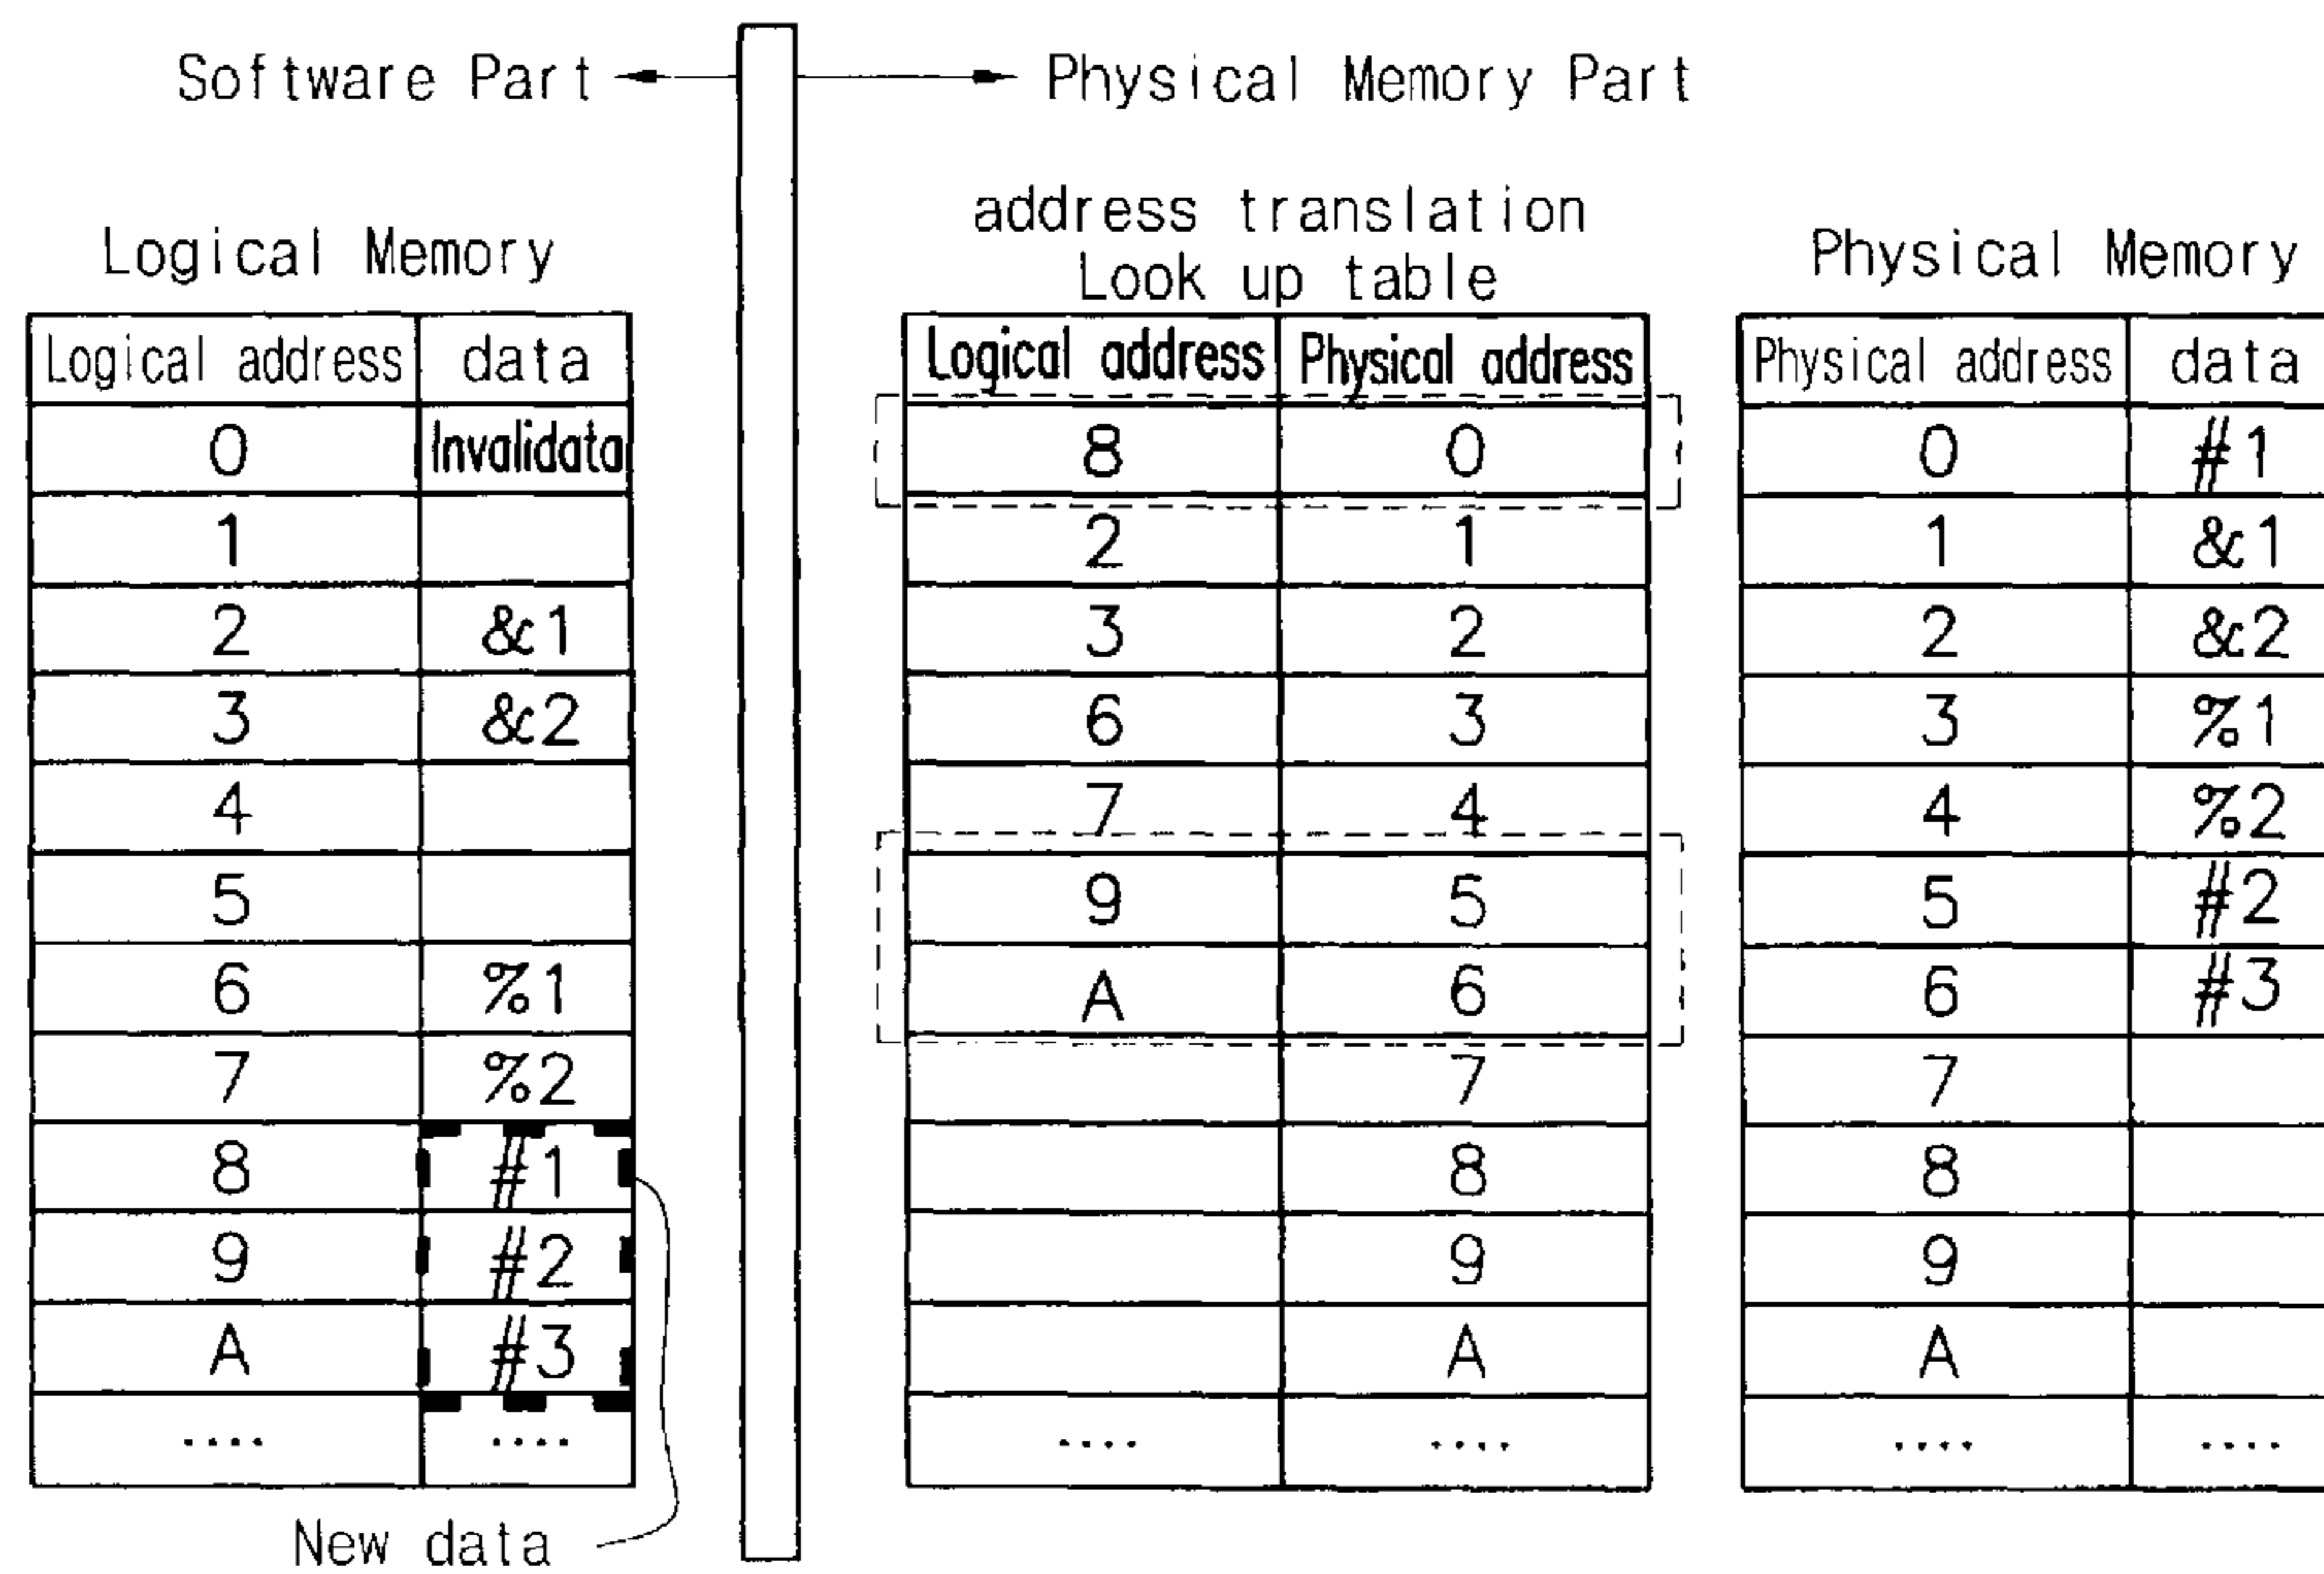 Software Part Physical Memory Part
Logical Memory
address translation
Look up table
Physical Memory
Logical address data
0 Invalidata
1
2 &1
3 &2
4
5
6 %1
7 %2
8 #1
9 #2
A #3
.... ....
New data
Logical address Physical address
8 0
2 1
3 2
6 3
7 4
9 5
A 6
7
8
9
A
.... ....
Physical address data
0 #1
1 &1
2 &2
3 %1
4 %2
5 #2
6 #3
7
8
9
A
.... ....